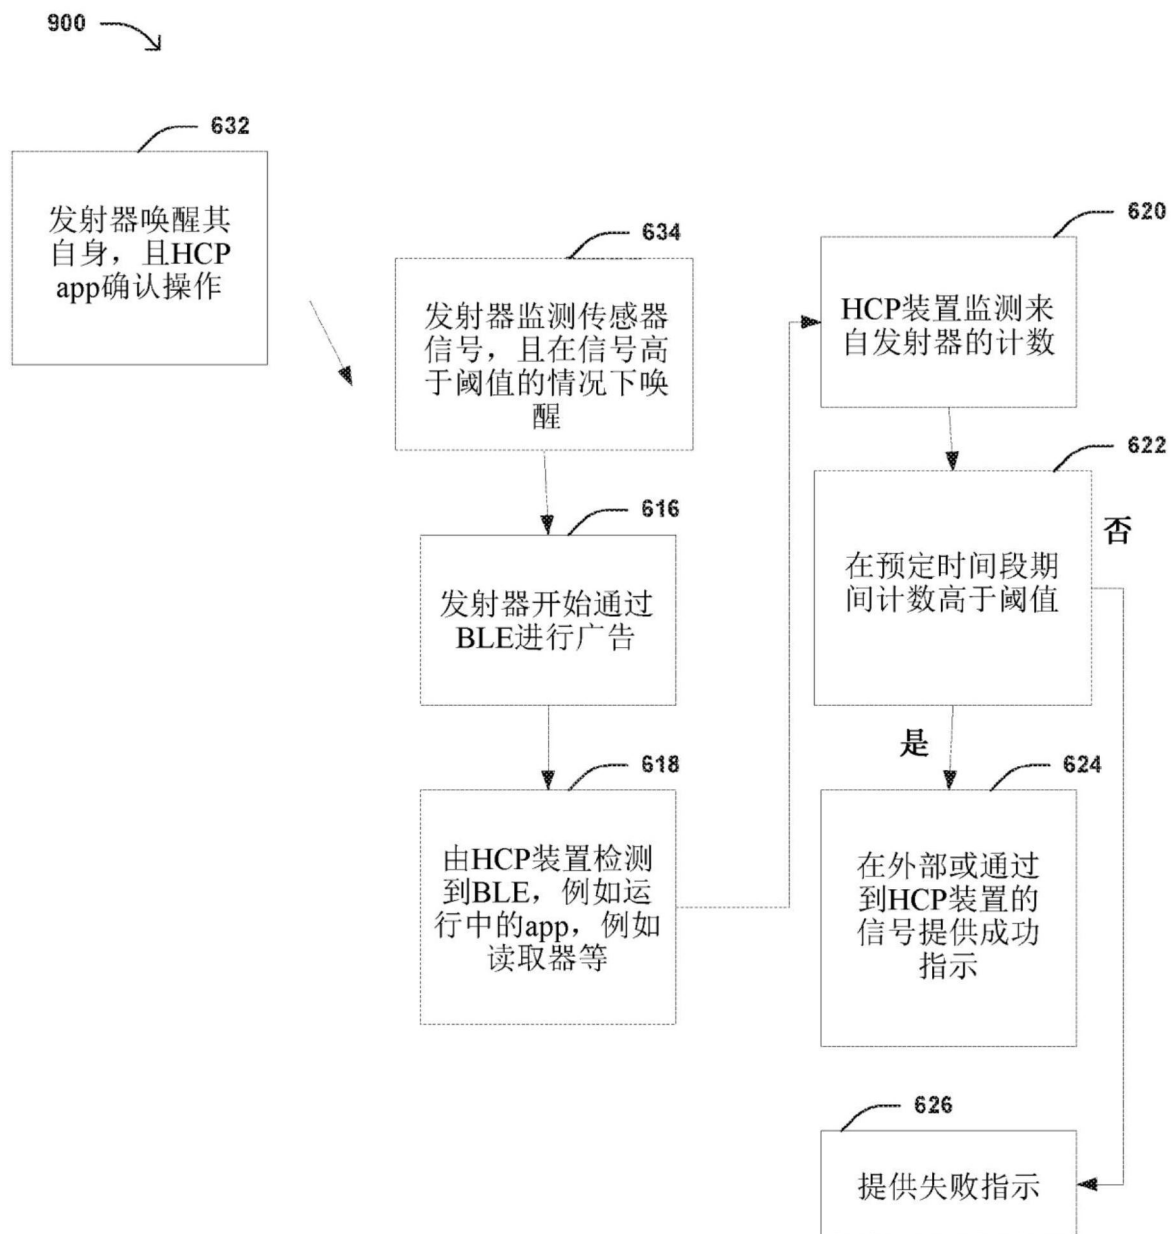 900
632
发射器唤醒其
自身，且HCP
app确认操作
634
发射器监测传感器
信号，且在信号高
于阈值的情况下唤
醒
616
发射器开始通过
BLE进行广告
618
由HCP装置检测
到BLE，例如运
行中的app，例如
读取器等
620
HCP装置监测来
自发射器的计数
622
在预定时间段期
间计数高于阈值
否
是
624
在外部或通过
到HCP装置的
信号提供成功
指示
626
提供失败指示